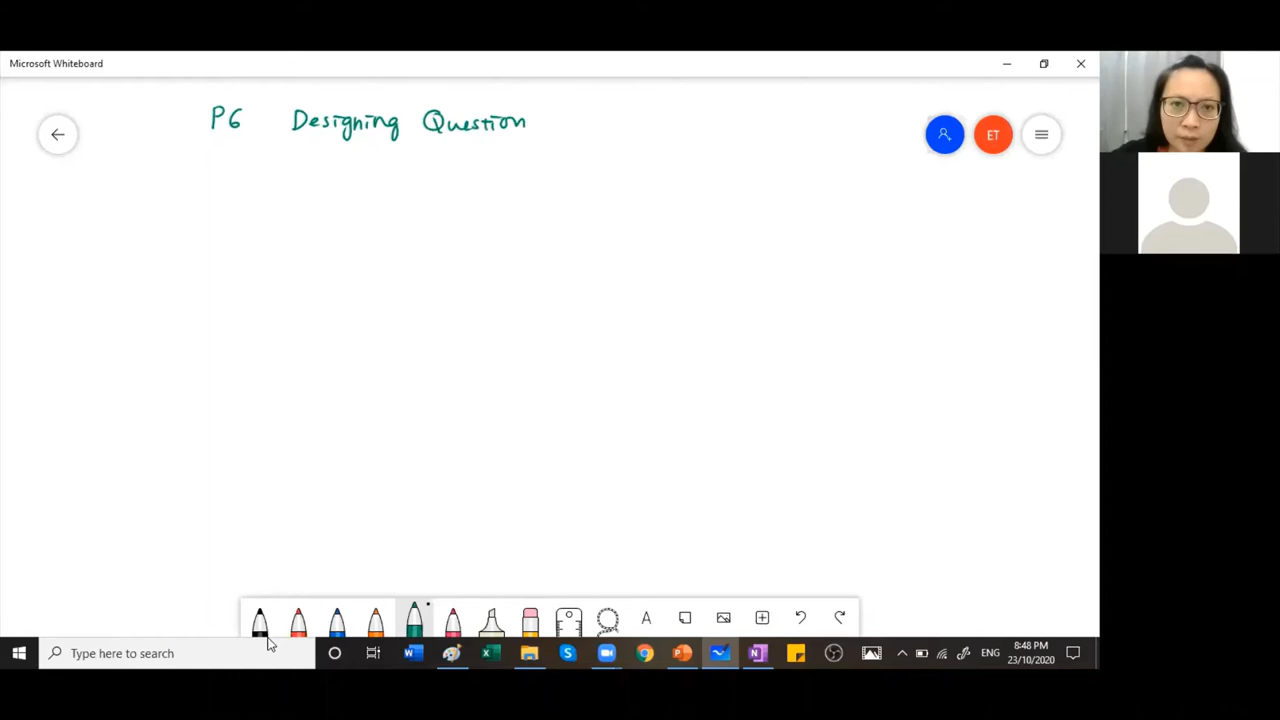 Microsoft Whiteboard
P6 Designing Question
ET
A
Type here to search
ENG
8:48 PM
23/10/2020